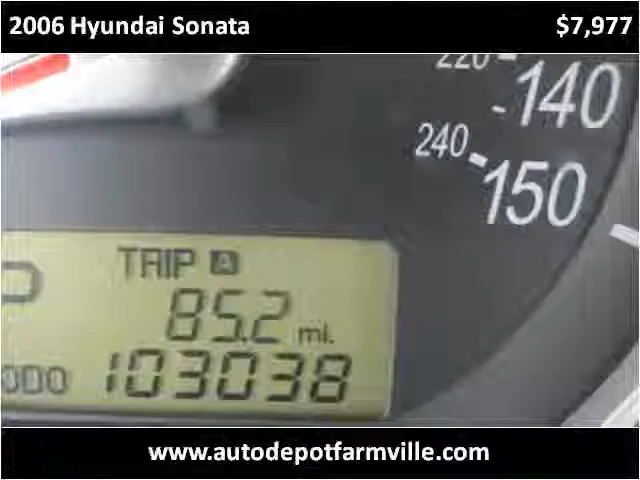 2006 Hyundai Sonata $7,977
220
140
240
150
TRIP A
85.2 mi.
ODO 103038
www.autodepotfarmville.com